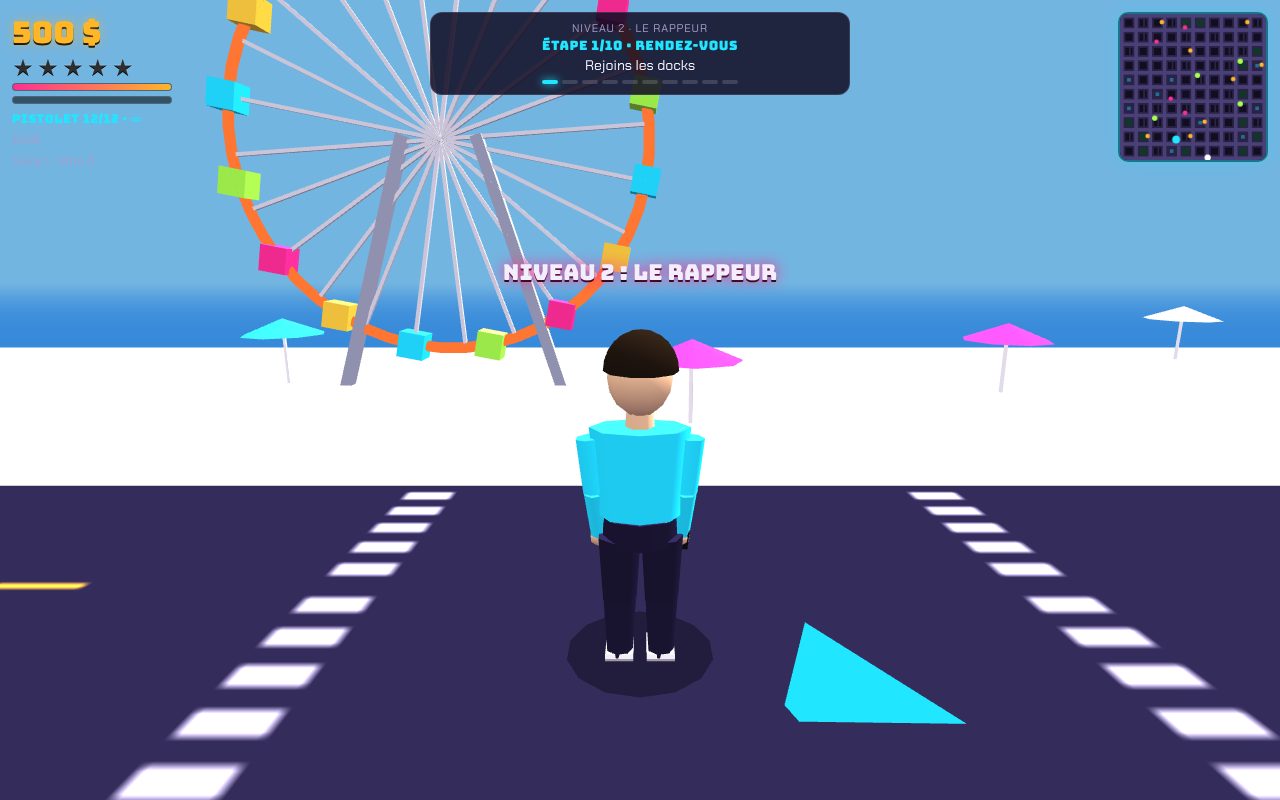 500 $
★★★★★
PISTOLET 12/12 • ∞
NIVEAU 2 · LE RAPPEUR
ÉTAPE 1/10 • RENDEZ-VOUS
Rejoins les docks
NIVEAU 2 : LE RAPPEUR